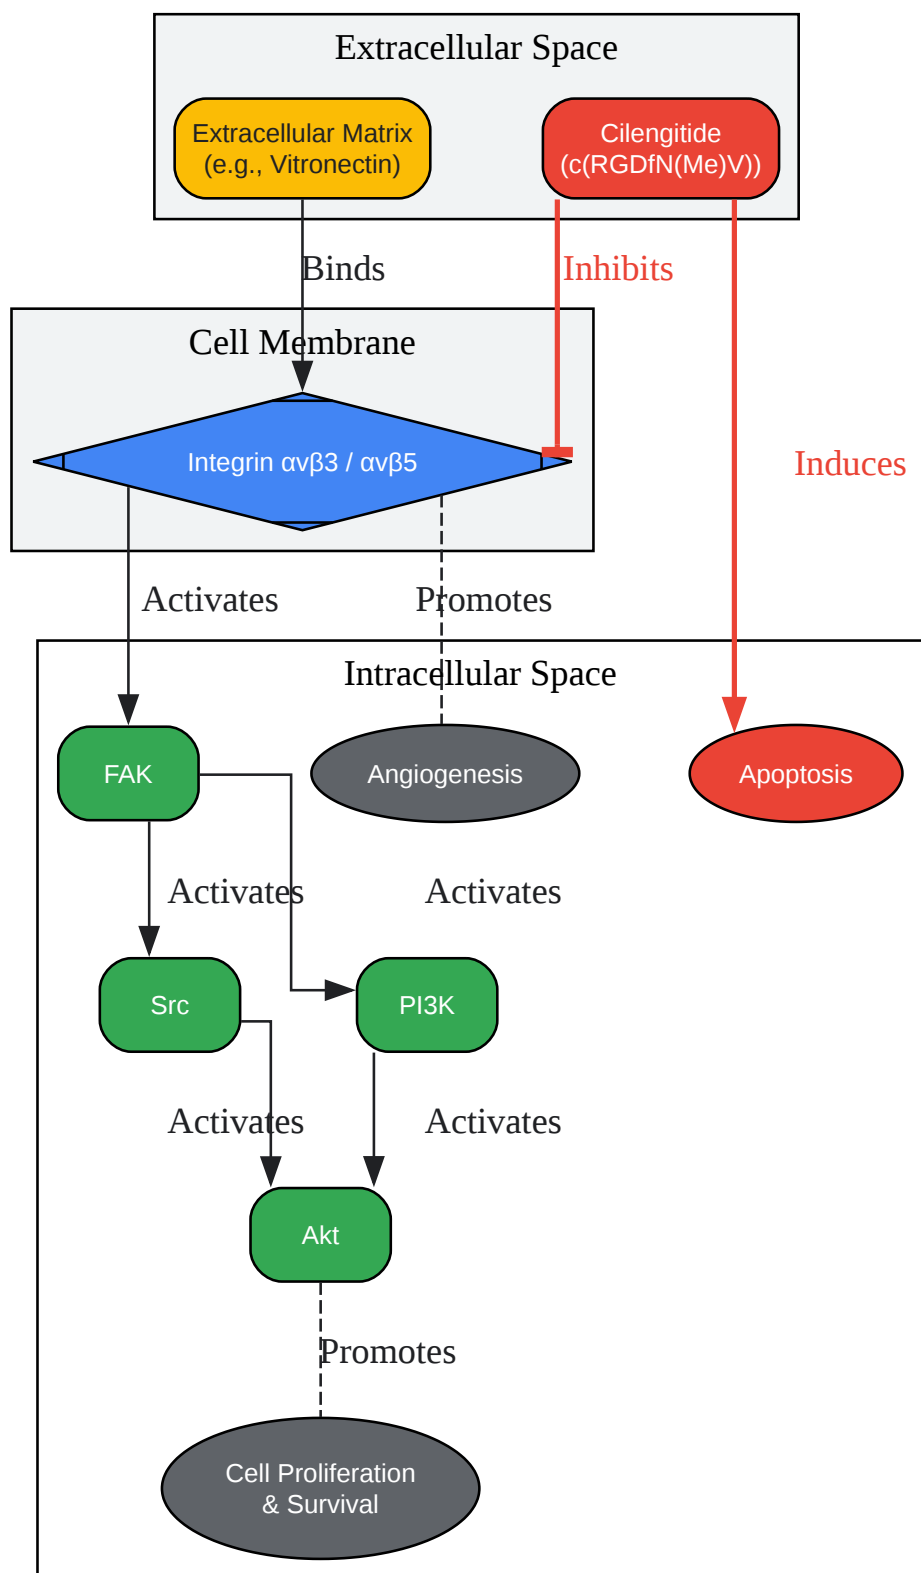 Extracellular Space
Extracellular Matrix
(e.g., Vitronectin)
Cilengitide
(c(RGDfN(Me)V))
Binds
Inhibits
Cell Membrane
Integrin αvβ3 / αvβ5
Induces
Activates
Promotes
Intracellular Space
FAK
Angiogenesis
Apoptosis
Activates
Activates
Src
PI3K
Activates
Activates
Akt
Promotes
Cell Proliferation
& Survival